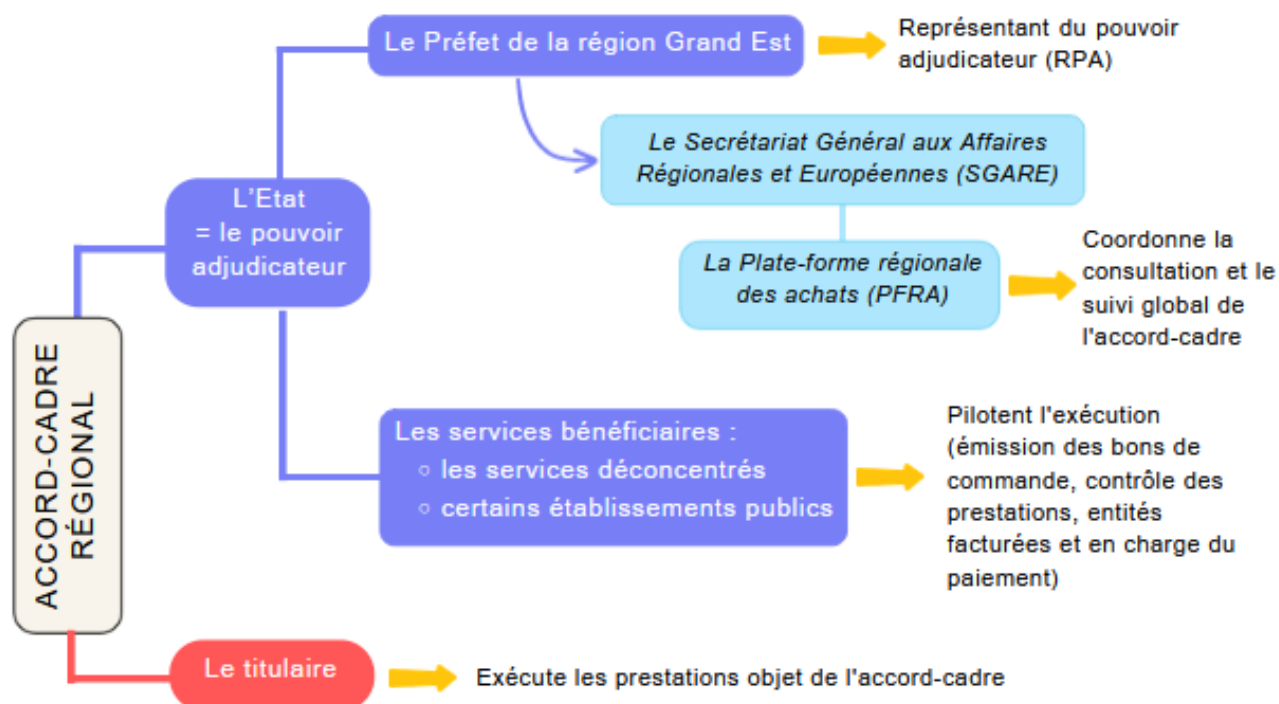 Le Préfet de la région Grand Est
Représentant du pouvoir
adjudicateur (RPA)
Le Secrétariat Général aux Affaires
Régionales et Européennes (SGARE)
La Plate-forme régionale
des achats (PFRA)
Coordonne la
consultation et le
suivi global de
l'accord-cadre
L'Etat
= le pouvoir
adjudicateur
ACCORD-CADRE
RÉGIONAL
Les services bénéficiaires :
○ les services déconcentrés
○ certains établissements publics
Pilotent l'exécution
(émission des bons de
commande, contrôle des
prestations, entités
facturées et en charge du
paiement)
Le titulaire
Exécute les prestations objet de l'accord-cadre